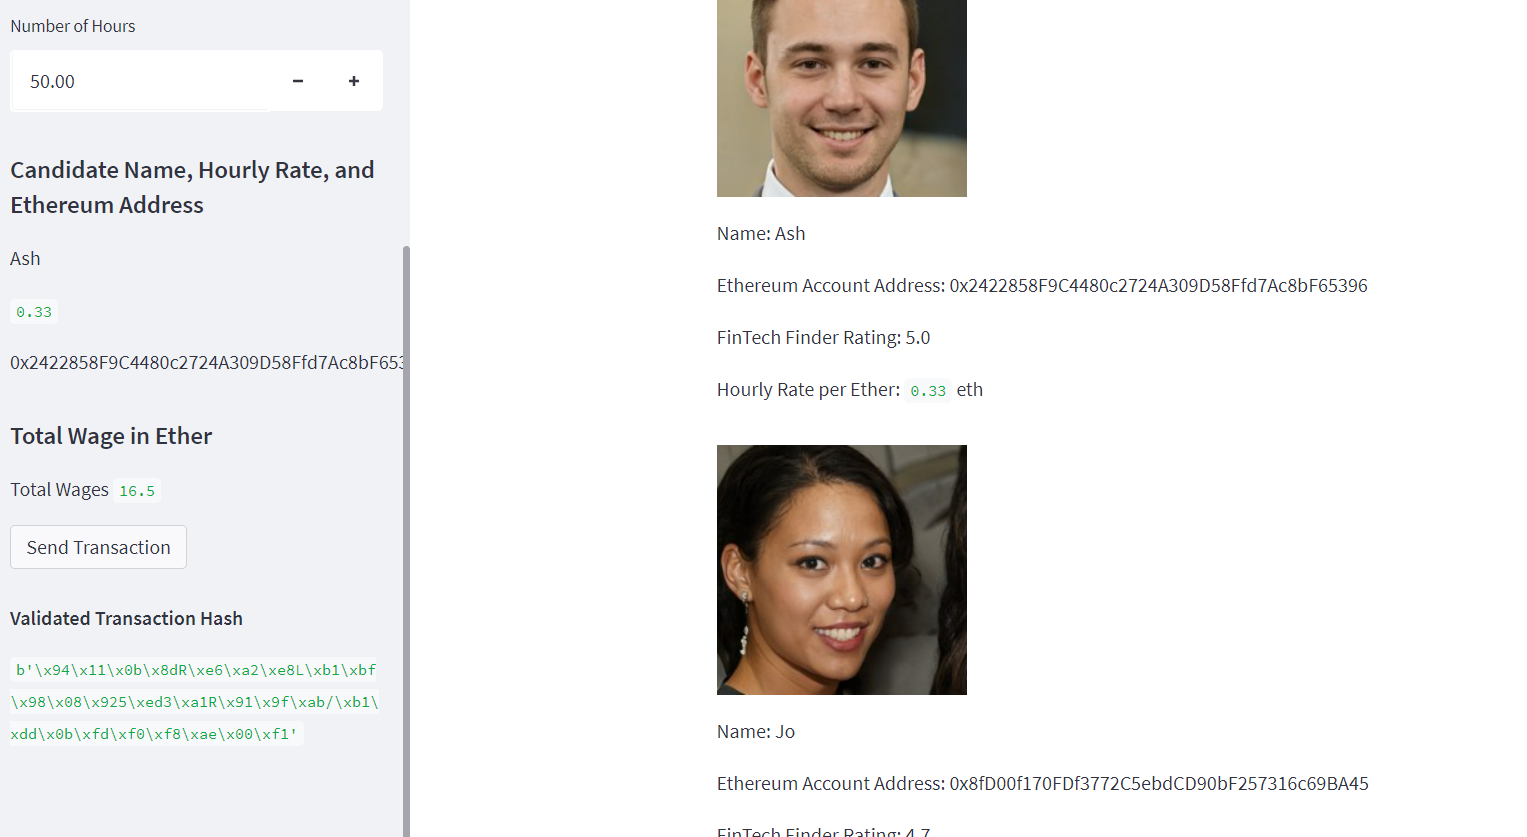 Number of Hours
50.00
Candidate Name, Hourly Rate, and
Ethereum Address
Ash
0.33
0x2422858F9C4480c2724A309D58Ffd7Ac8bF653
Total Wage in Ether
Total Wages 16.5
Send Transaction
Validated Transaction Hash
b'\x94\x11\x0b\x8dR\xe6\xa2\xe8L\xb1\xbf
\x98\x08\x925\xed3\xa1R\x91\x9f\xab/\xb1\
xdd\x0b\xfd\xf0\xf8\xae\x00\xf1'
Name: Ash
Ethereum Account Address: 0x2422858F9C4480c2724A309D58Ffd7Ac8bF65396
FinTech Finder Rating: 5.0
Hourly Rate per Ether: 0.33 eth
Name: Jo
Ethereum Account Address: 0x8fD00f170FDf3772C5ebdCD90bF257316c69BA45
FinTech Finder Rating: 4.7